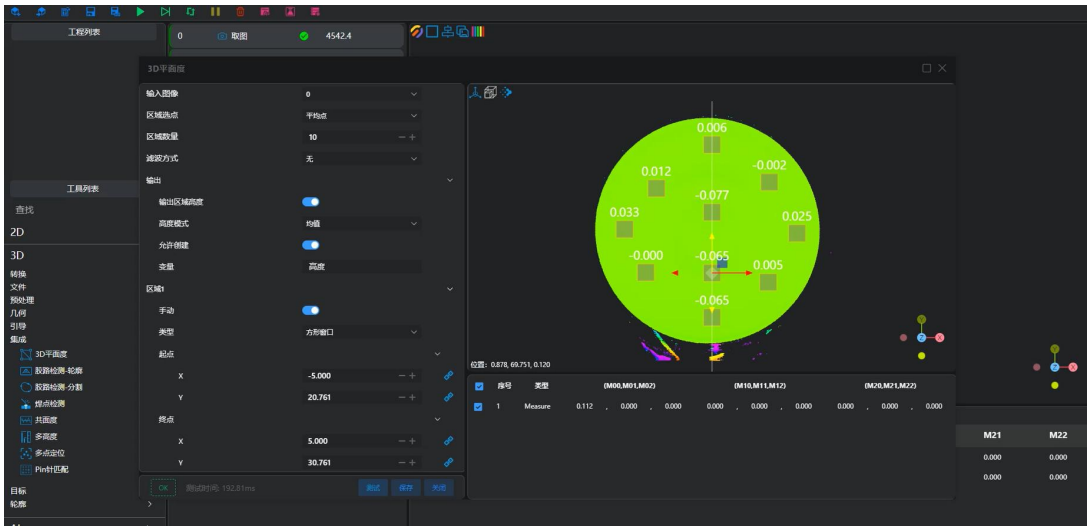 工程列表
0 取图 4542.4
3D平面度
输入图像 0
区域选点 平均点
区域数量 10
滤波方式 无
输出
输出区域高度
高度模式 均值
允许创建
变量 高度
区域1
手动
类型 方形窗口
起点
X -5.000
Y 20.761
终点
X 5.000
Y 30.761
OK 测试时间: 192.81ms 测试 保存 关闭
工具列表
查找
2D
3D
转换
文件
预处理
几何
引导
集成
3D平面度
胶路检测-轮廓
胶路检测-分割
焊点检测
共面度
多高度
多点定位
Pin针匹配
目标
轮廓
0.006
0.012 -0.002
-0.077
0.033 0.025
-0.000 -0.065 0.005
-0.065
Y
Z X
位置: 0.878, 69.751, 0.120
序号 类型 (M00,M01,M02) (M10,M11,M12) (M20,M21,M22)
1 Measure 0.112 , 0.000 , 0.000 0.000 , 0.000 , 0.000 0.000 , 0.000 , 0.000
Y
Z X
M21 M22
0.000 0.000
0.000 0.000